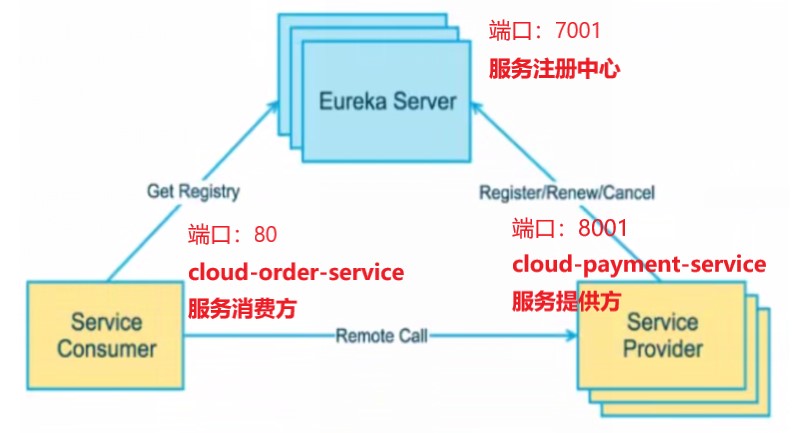 端口：7001
服务注册中心
Eureka Server
Get Registry
Register/Renew/Cancel
端口：80
cloud-order-service
服务消费方
端口：8001
cloud-payment-service
服务提供方
Service
Consumer
Remote Call
Service
Provider